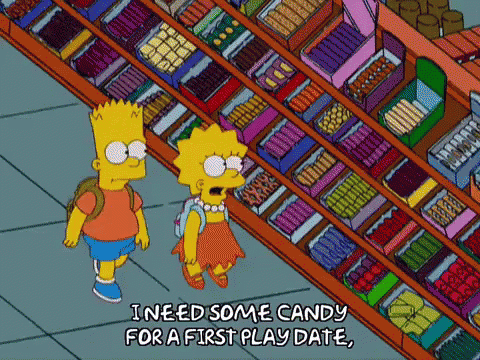 I NEED SOME CANDY
FOR A FIRST PLAY DATE,